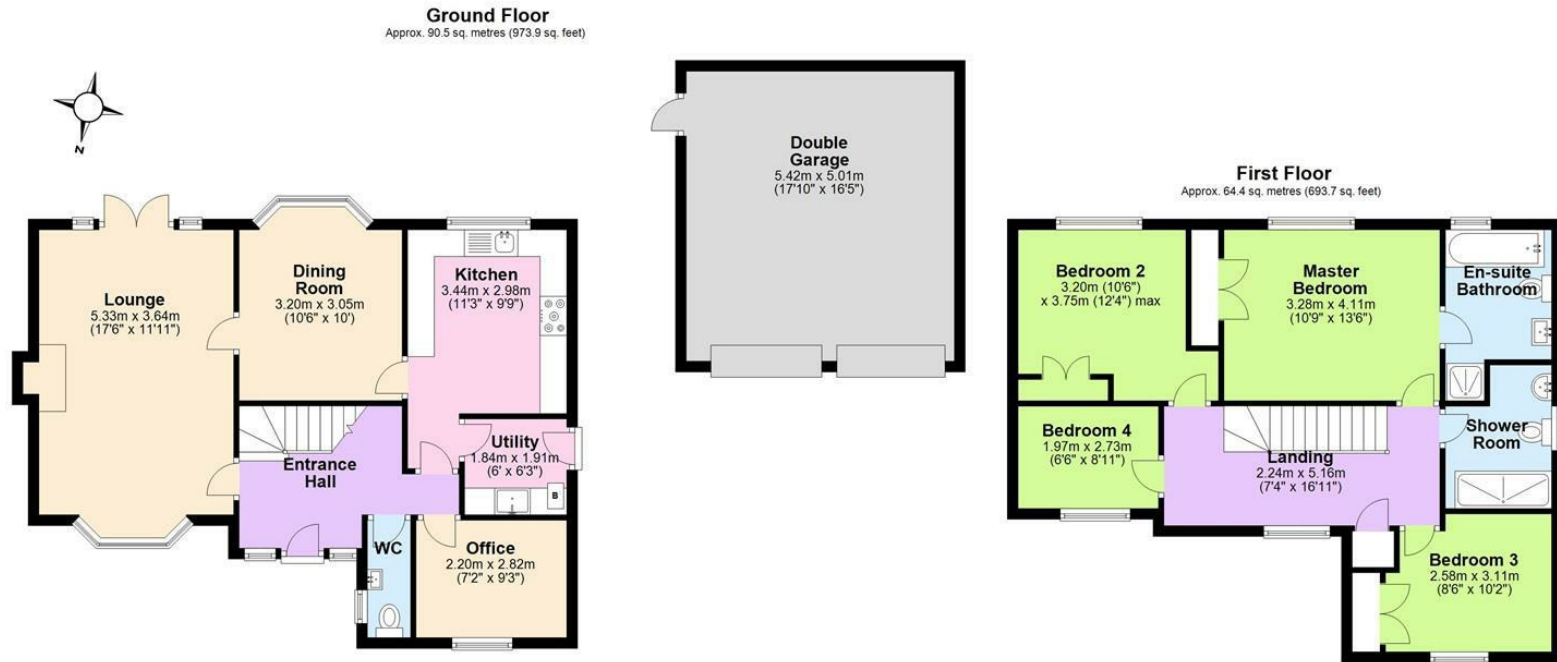 Ground Floor
Approx. 90.5 sq. metres (973.9 sq. feet)
N
Lounge
5.33m x 3.64m
(17'6" x 11'11")
Dining
Room
3.20m x 3.05m
(10'6" x 10')
Kitchen
3.44m x 2.98m
(11'3" x 9'9")
Utility
1.84m x 1.91m
(6' x 6'3")
B
Entrance
Hall
WC
Office
2.20m x 2.82m
(7'2" x 9'3")
Double
Garage
5.42m x 5.01m
(17'10" x 16'5")
First Floor
Approx. 64.4 sq. metres (693.7 sq. feet)
Bedroom 2
3.20m (10'6")
x 3.75m (12'4") max
Master
Bedroom
3.28m x 4.11m
(10'9" x 13'6")
En-suite
Bathroom
Bedroom 4
1.97m x 2.73m
(6'6" x 8'11")
Landing
2.24m x 5.16m
(7'4" x 16'11")
Shower
Room
Bedroom 3
2.58m x 3.11m
(8'6" x 10'2")